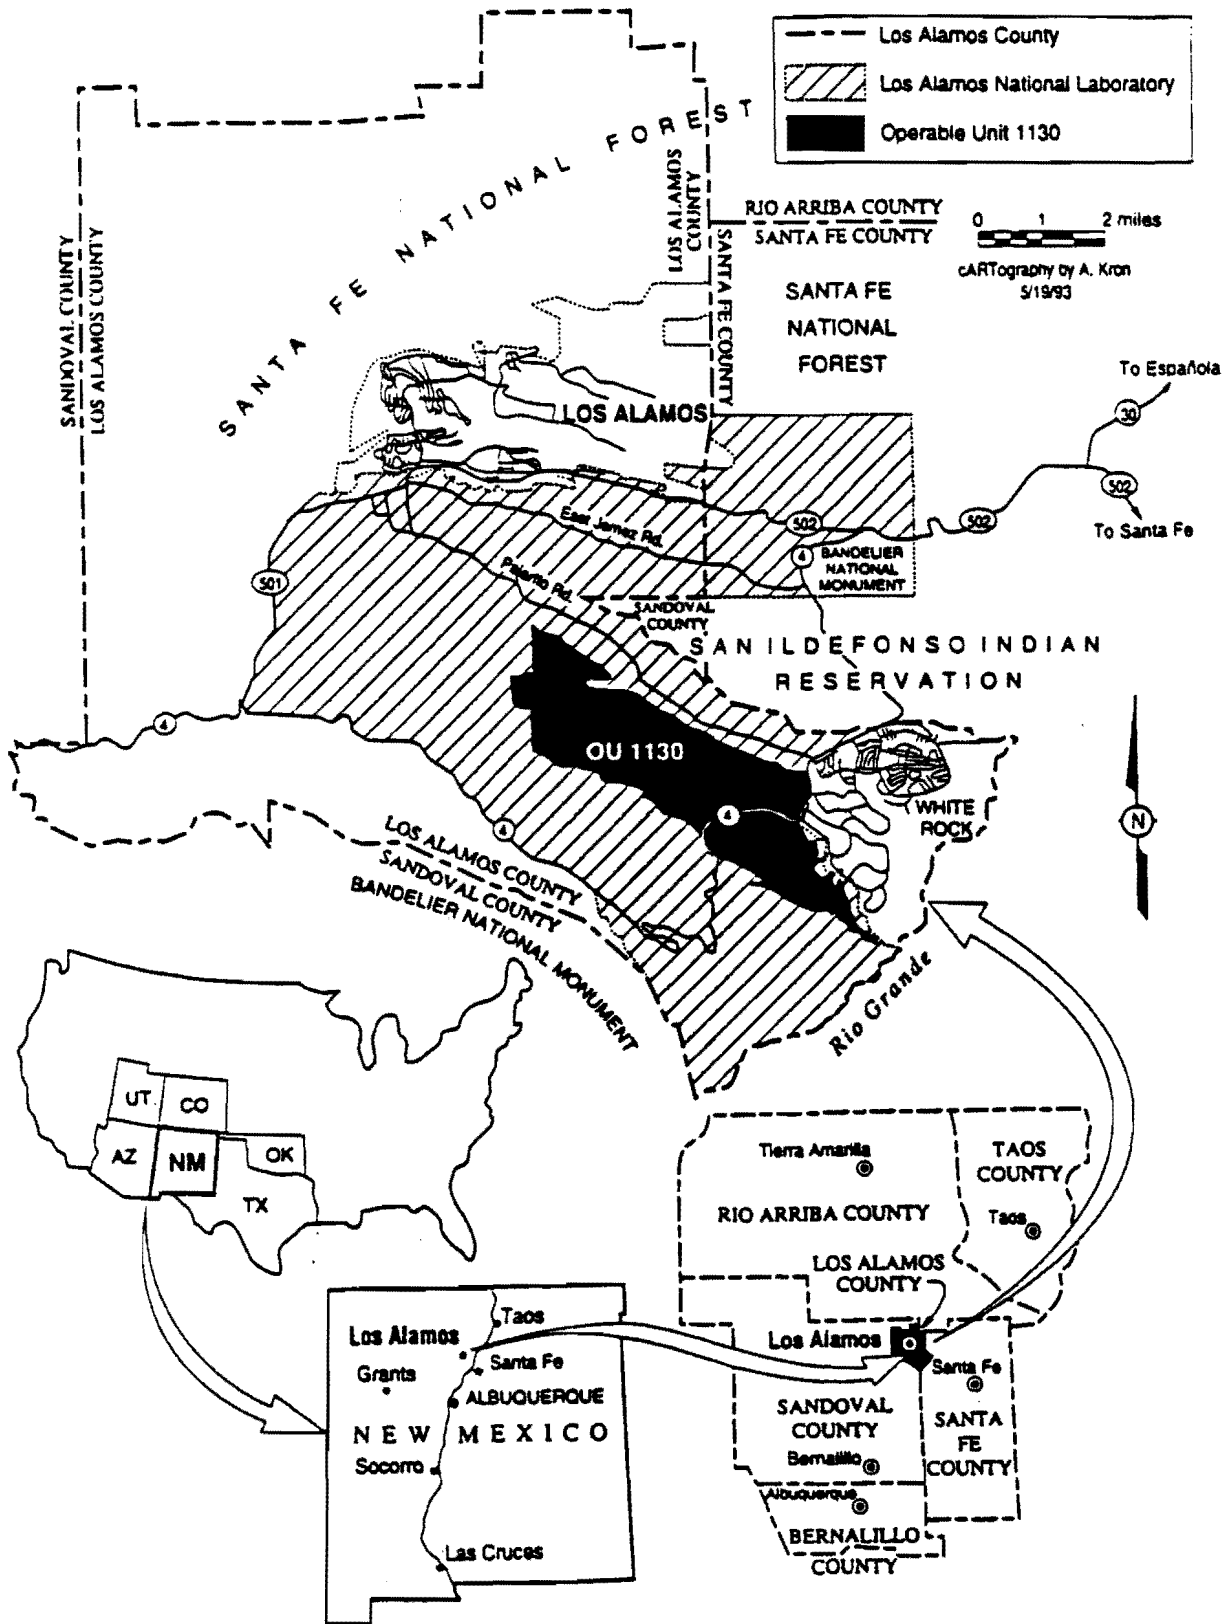 Los Alamos County
Los Alamos National Laboratory
Operable Unit 1130
SANTA FE NATIONAL FOREST
LOS ALAMOS
COUNTY
SANTA FE COUNTY
RIO ARRIBA COUNTY
SANTA FE COUNTY
0 1 2 miles
cARTography by A. Kron
5/19/93
SANDOVAL COUNTY
LOS ALAMOS COUNTY
SANTA FE
NATIONAL
FOREST
To Española
30
LOS ALAMOS
502
To Santa Fe
502
502
East Jemez Rd.
4
BANDELIER
NATIONAL
MONUMENT
501
Pajarito Rd.
SANDOVAL
COUNTY
SAN ILDEFONSO INDIAN
RESERVATION
4
OU 1130
WHITE
ROCK
4
4
N
LOS ALAMOS COUNTY
SANDOVAL COUNTY
BANDELIER NATIONAL MONUMENT
Rio Grande
UT
CO
AZ
NM
OK
TX
Tierra Amarilla
TAOS
COUNTY
RIO ARRIBA COUNTY
Taos
LOS ALAMOS
COUNTY
Los Alamos
Santa Fe
SANDOVAL
COUNTY
SANTA
FE
COUNTY
Bernalillo
Albuquerque
BERNALILLO
COUNTY
Taos
Los Alamos
Santa Fe
Grants
ALBUQUERQUE
NEW MEXICO
Socorro
Las Cruces